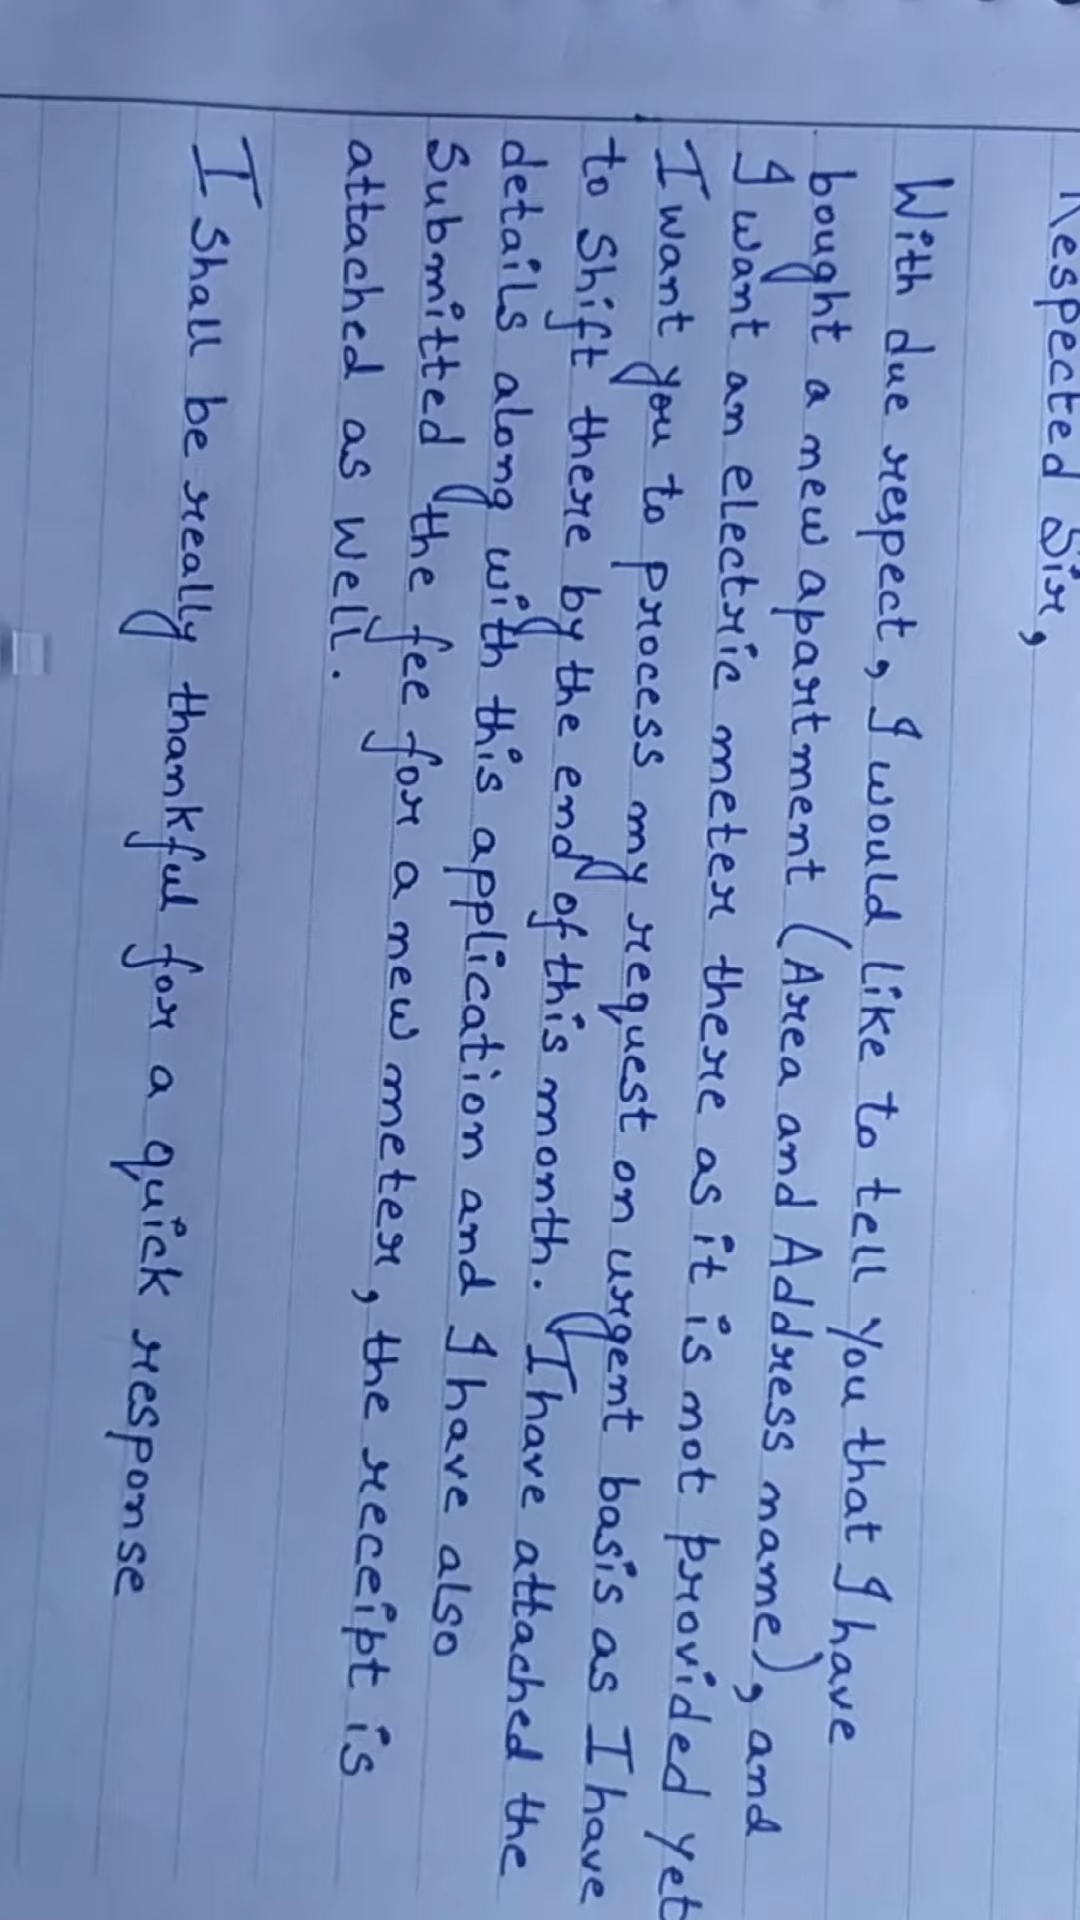 Respected Sir,
With due respect, I would like to tell you that I have
bought a new apartment (Area and Address name), and
I want an electric meter there as it is not provided yet
I want you to process my request on urgent basis as I have
to Shift there by the end of this month. I have attached the
details along with this application and I have also
Submitted the fee for a new meter, the receipt is
attached as well.
I Shall be really thankful for a quick response